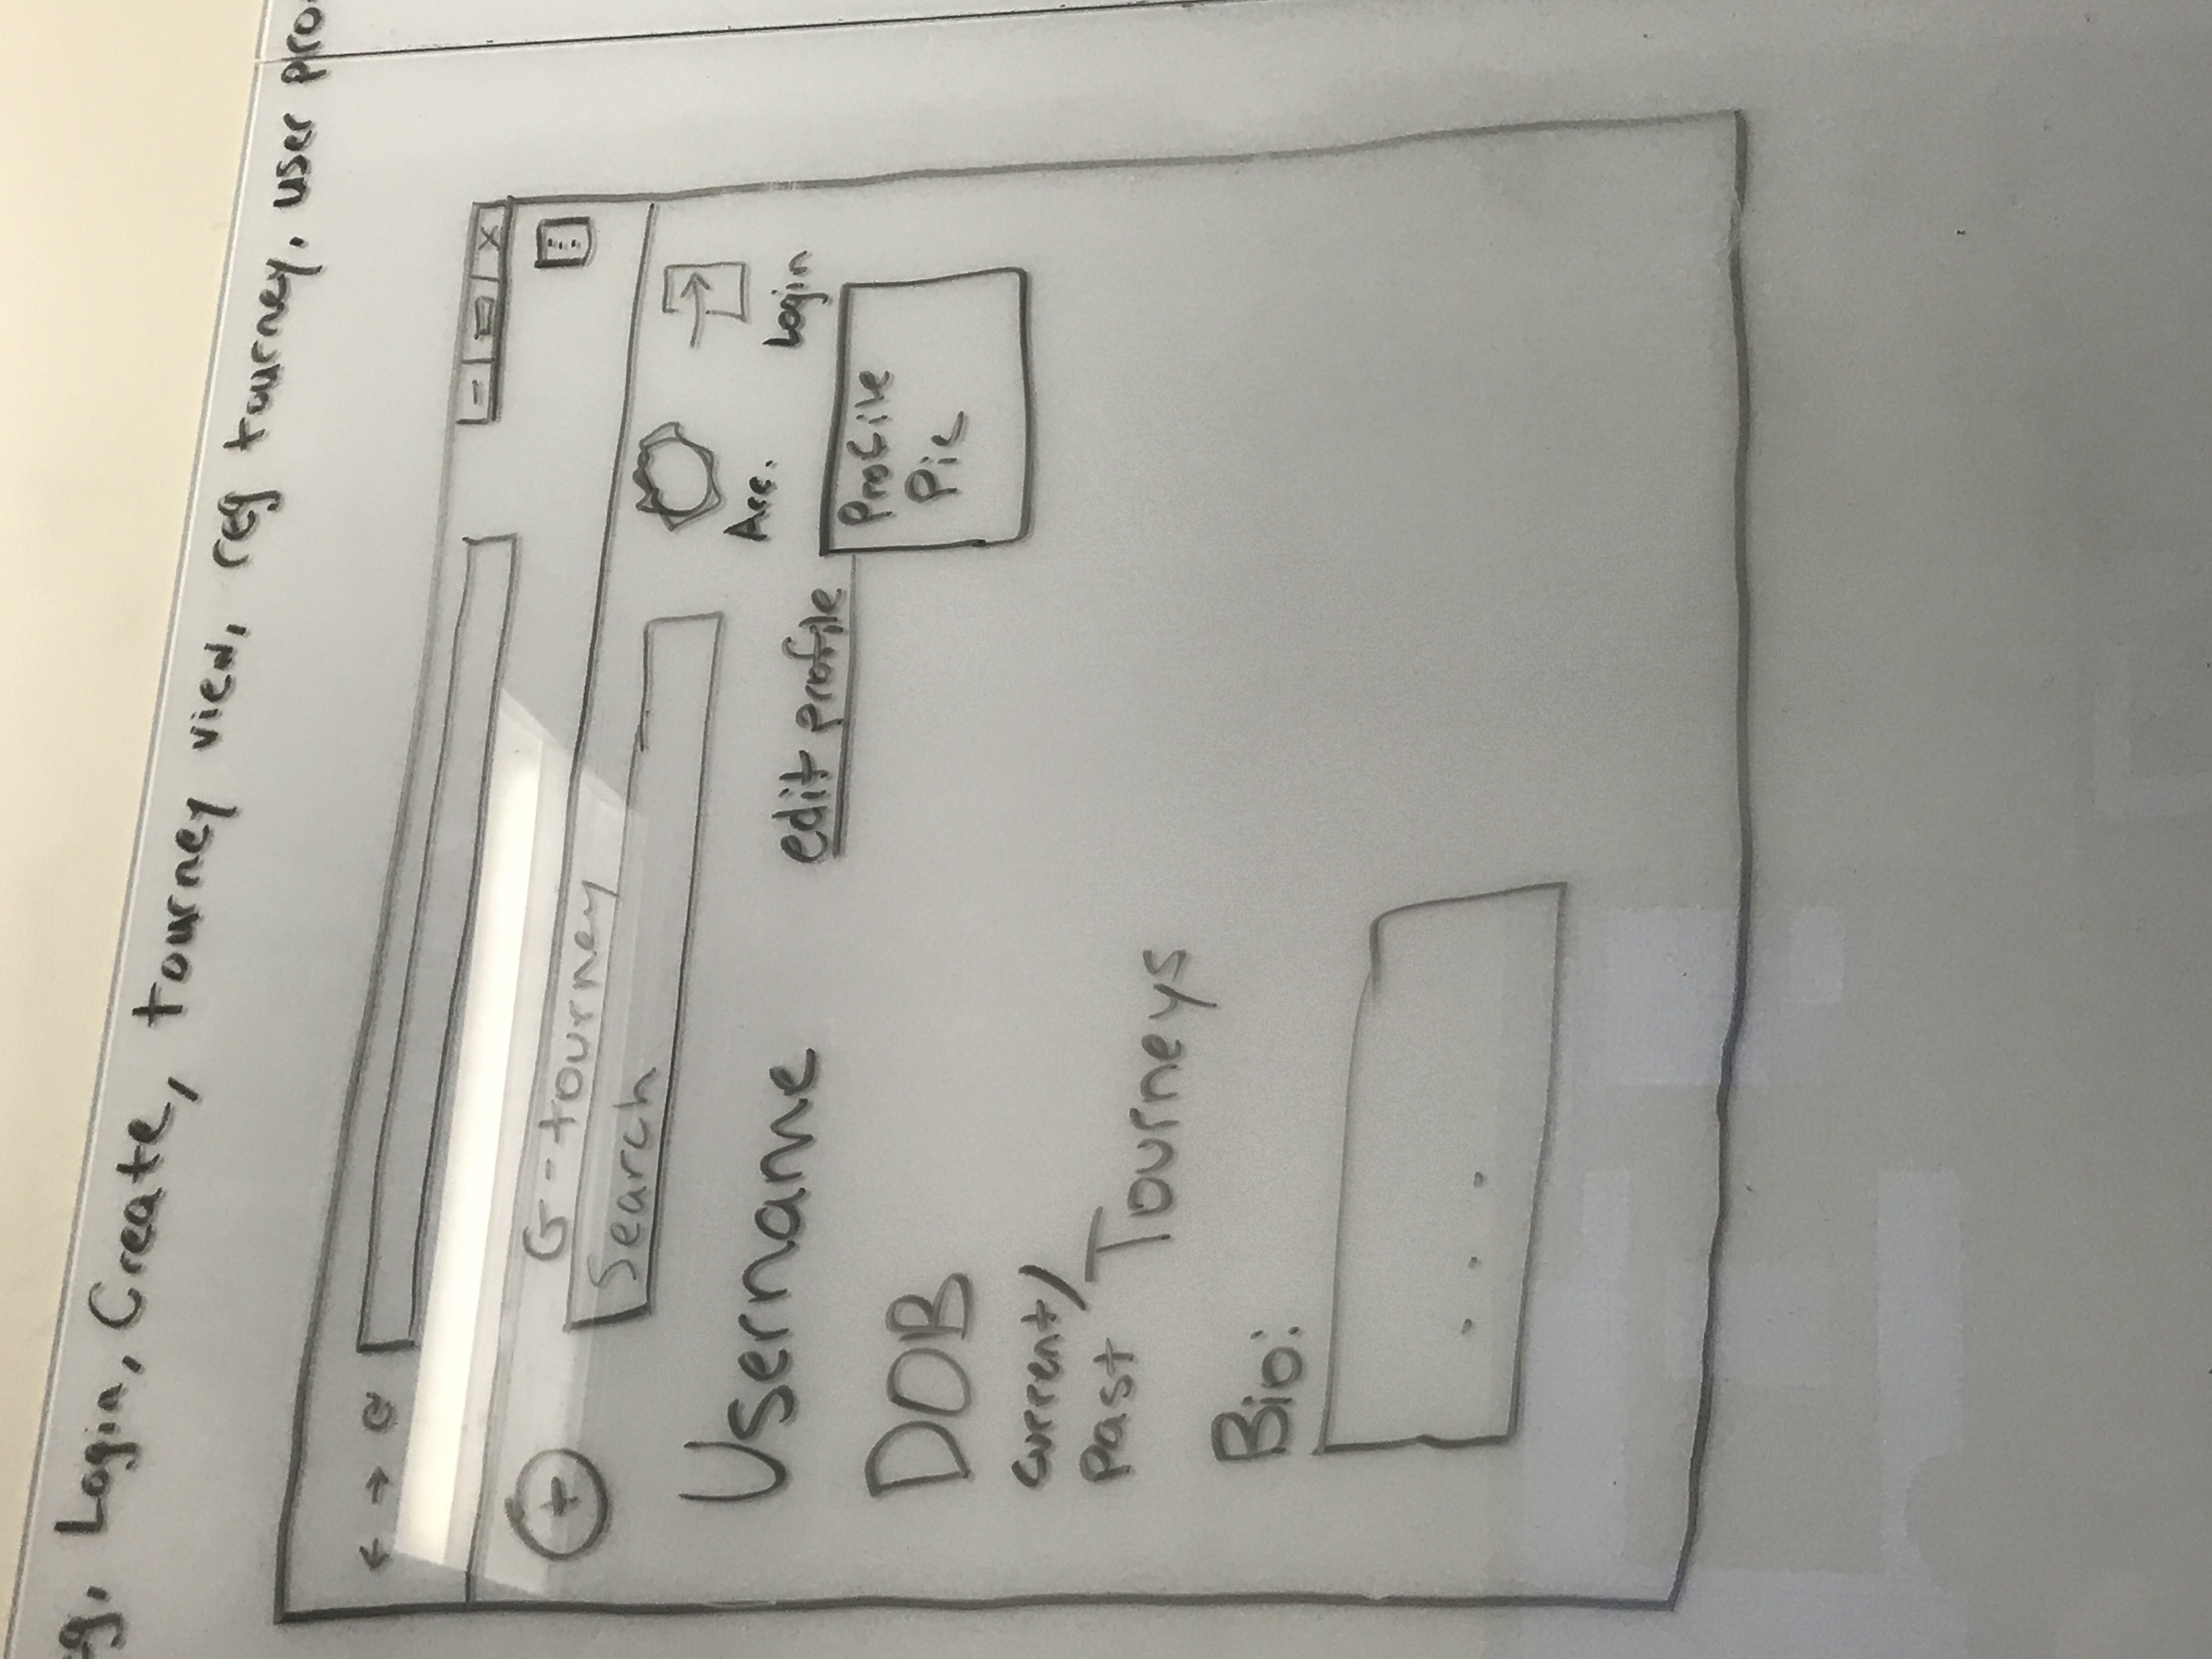 Login, Create, tourney view, reg tourney, user
G-tourney
Search
Acc.
Login
Username
edit profile
Profile
Pic
DOB
current/
past Tourneys
Bio:
...